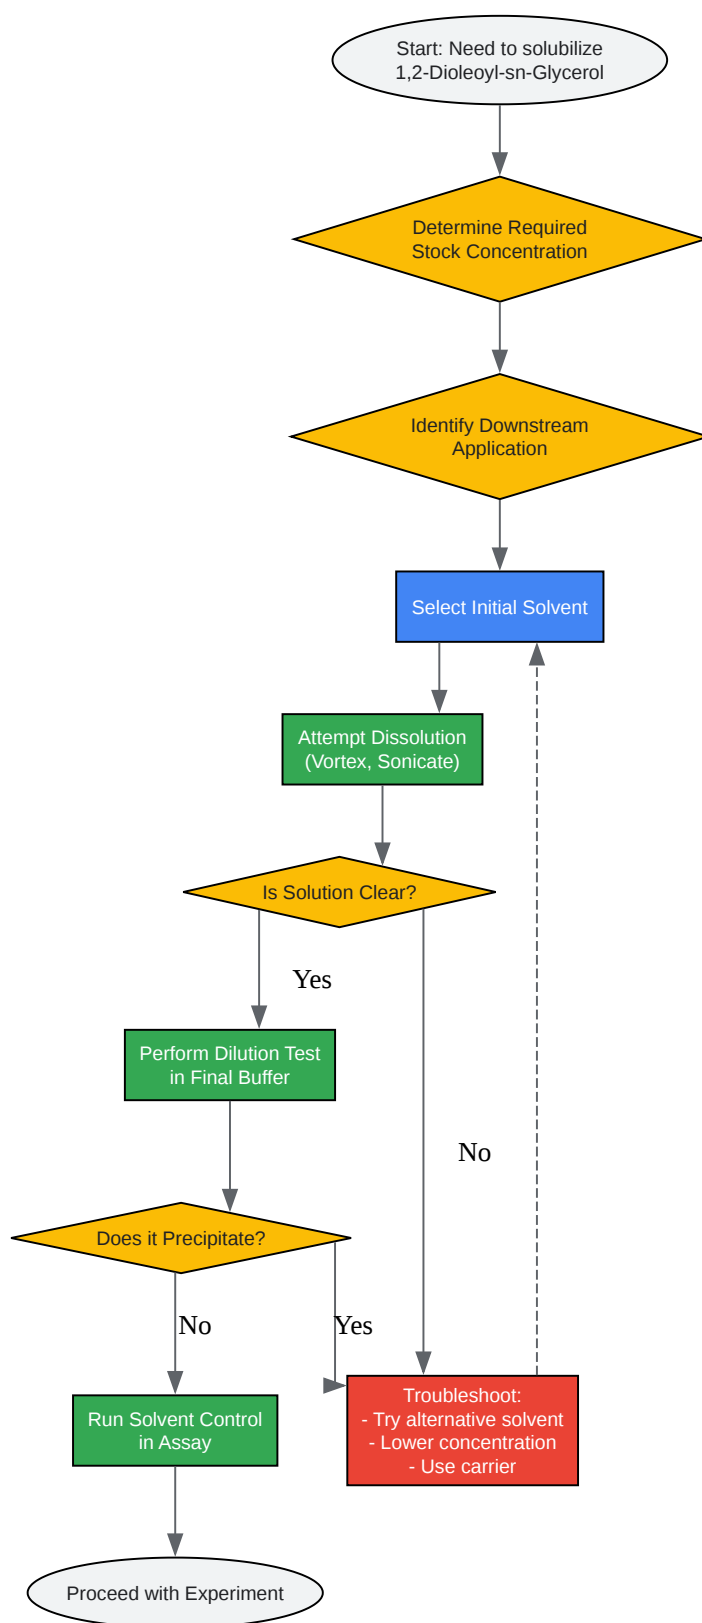 Start: Need to solubilize
1,2-Dioleoyl-sn-Glycerol
Determine Required
Stock Concentration
Identify Downstream
Application
Select Initial Solvent
Attempt Dissolution
(Vortex, Sonicate)
Is Solution Clear?
Yes
Perform Dilution Test
in Final Buffer
No
Does it Precipitate?
No
Yes
Troubleshoot:
- Try alternative solvent
- Lower concentration
- Use carrier
Run Solvent Control
in Assay
Proceed with Experiment